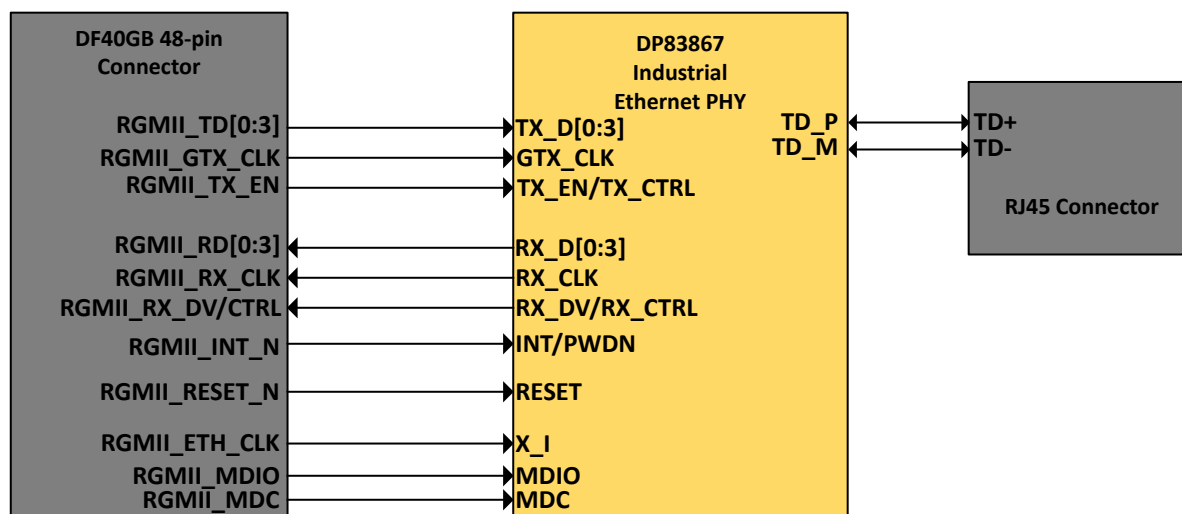 DF40GB 48-pin
Connector
RGMII_TD[0:3]
RGMII_GTX_CLK
RGMII_TX_EN
RGMII_RD[0:3]
RGMII_RX_CLK
RGMII_RX_DV/CTRL
RGMII_INT_N
RGMII_RESET_N
RGMII_ETH_CLK
RGMII_MDIO
RGMII_MDC
DP83867
Industrial
Ethernet PHY
TX_D[0:3]
GTX_CLK
TX_EN/TX_CTRL
RX_D[0:3]
RX_CLK
RX_DV/RX_CTRL
INT/PWDN
RESET
X_I
MDIO
MDC
TD_P
TD_M
TD+
TD-
RJ45 Connector